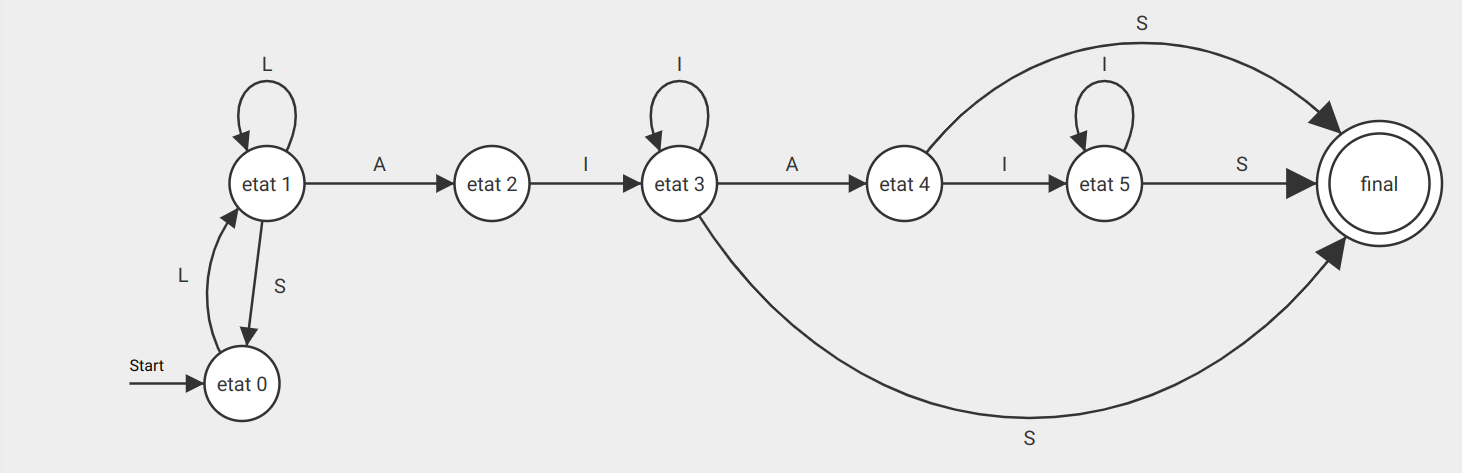 S
L
I
I
A
I
A
I
S
etat 1
etat 2
etat 3
etat 4
etat 5
final
L
S
Start
etat 0
S